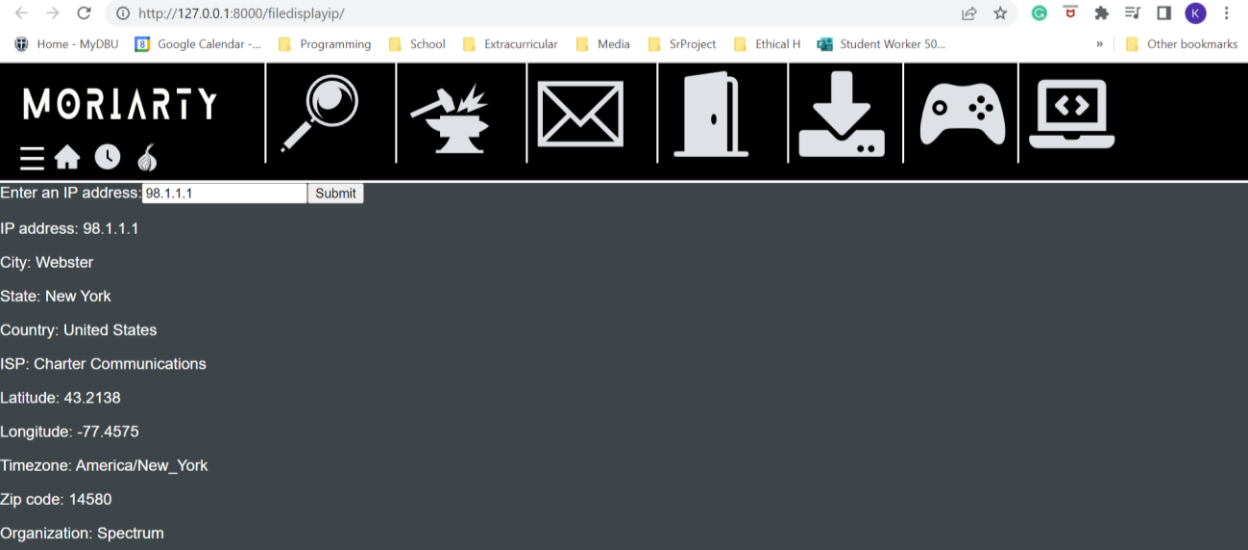 http://127.0.0.1:8000/filedisplayip/
K
Home - MyDBU 8 Google Calendar -... Programming School Extracurricular Media SrProject Ethical H Student Worker 50... » Other bookmarks
MORIARTY
Enter an IP address: 98.1.1.1 Submit
IP address: 98.1.1.1
City: Webster
State: New York
Country: United States
ISP: Charter Communications
Latitude: 43.2138
Longitude: -77.4575
Timezone: America/New_York
Zip code: 14580
Organization: Spectrum